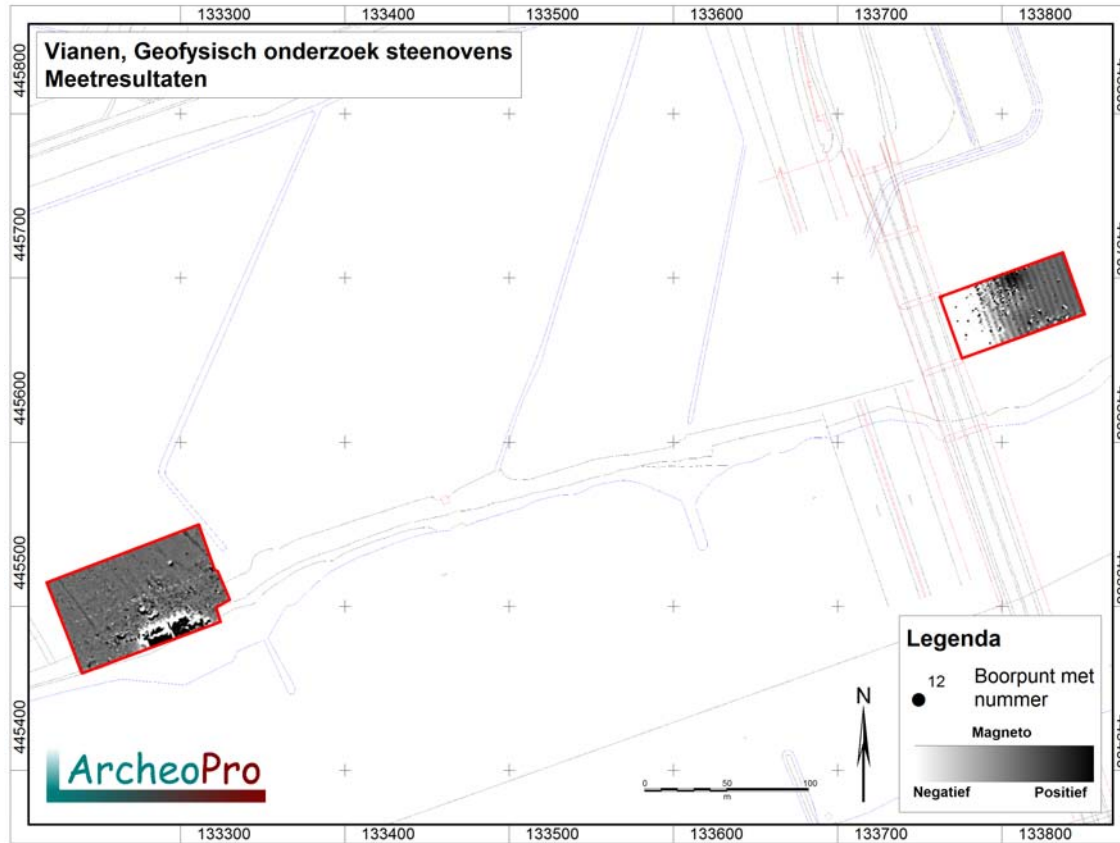 133300 133400 133500 133600 133700 133800
Vianen, Geofysisch onderzoek steenovens
Meetresultaten
445800
445700
445600
445500
445400
N
0 50 100
m
Legenda
12 Boorpunt met
nummer
Magneto
Negatief Positief
ArcheoPro
133300 133400 133500 133600 133700 133800